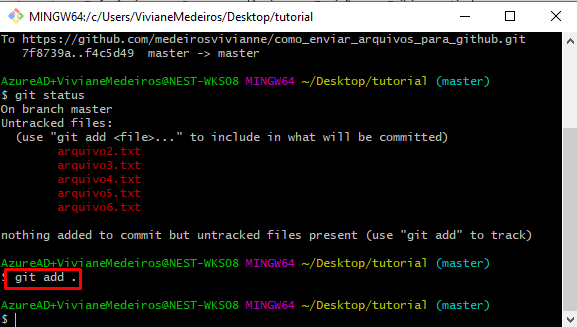 MINGW64:/c/Users/VivianeMedeiros/Desktop/tutorial
To https://github.com/medeirosvivianne/como_enviar_arquivos_para_github.git
7f8739a..f4c5d49  master -> master
AzureAD+VivianeMedeiros@NEST-WKS08 MINGW64 ~/Desktop/tutorial (master)
$ git status
On branch master
Untracked files:
(use "git add <file>..." to include in what will be committed)
arquivo2.txt
arquivo3.txt
arquivo4.txt
arquivo5.txt
arquivo6.txt
nothing added to commit but untracked files present (use "git add" to track)
AzureAD+VivianeMedeiros@NEST-WKS08 MINGW64 ~/Desktop/tutorial (master)
$ git add .
AzureAD+VivianeMedeiros@NEST-WKS08 MINGW64 ~/Desktop/tutorial (master)
$